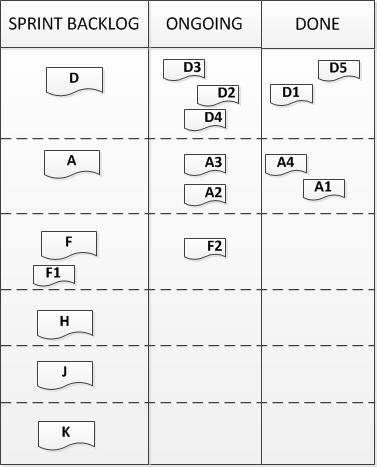 SPRINT BACKLOG ONGOING DONE
D D3 D2 D4 D5 D1
A A3 A2 A4 A1
F F1 F2
H
J
K